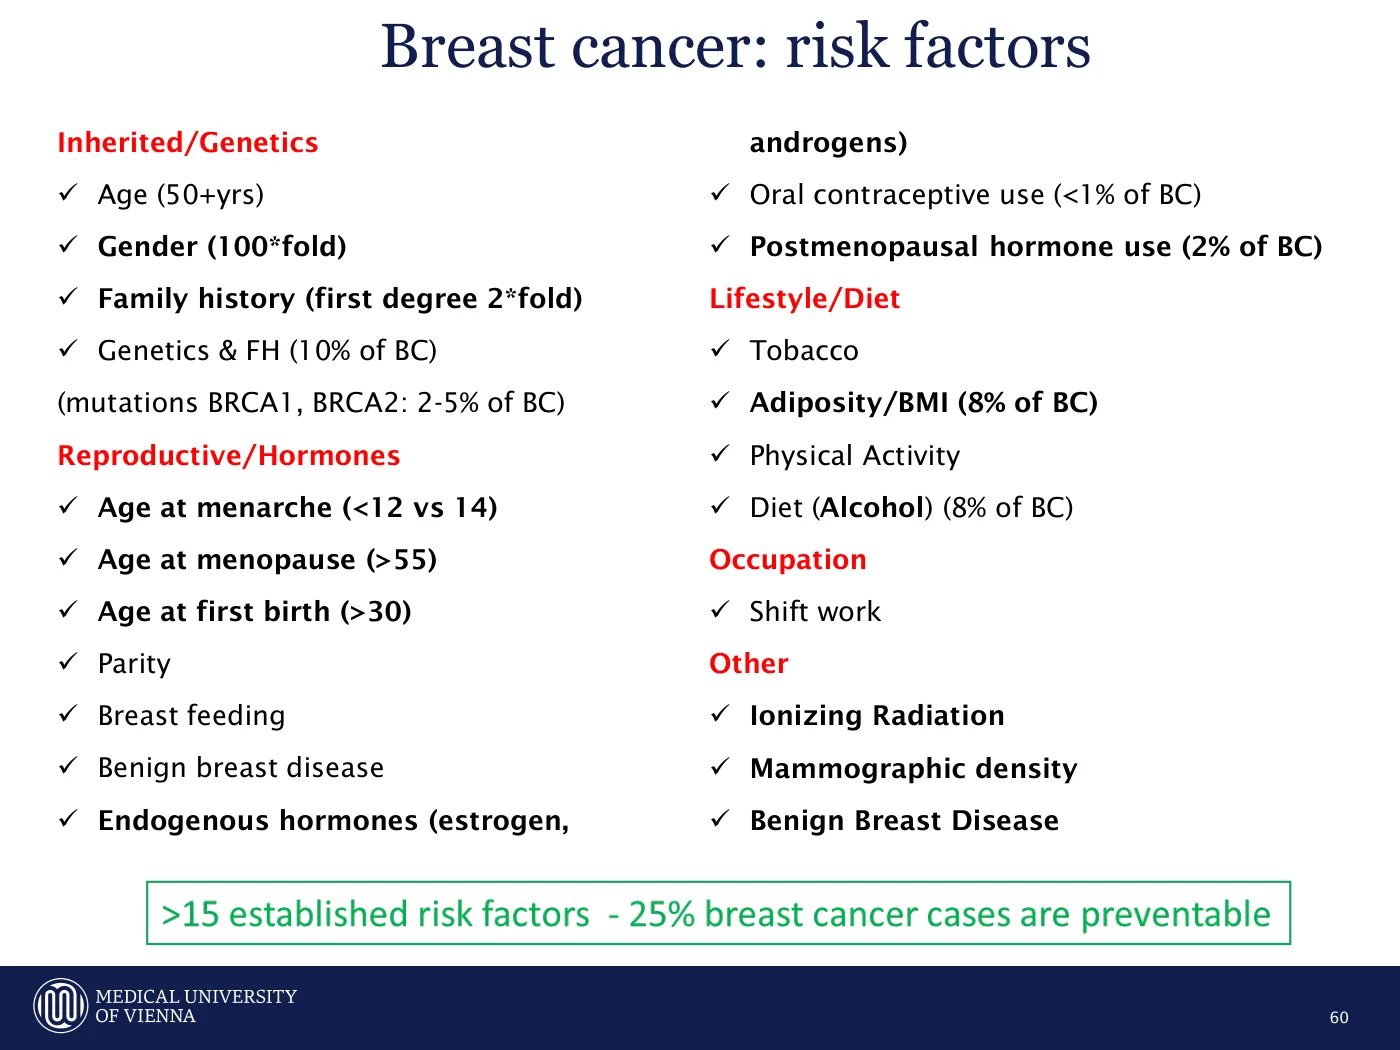 Breast cancer: risk factors
Inherited/Genetics
✓ Age (50+yrs)
✓ Gender (100*fold)
✓ Family history (first degree 2*fold)
✓ Genetics & FH (10% of BC)
(mutations BRCA1, BRCA2: 2-5% of BC)
Reproductive/Hormones
✓ Age at menarche (<12 vs 14)
✓ Age at menopause (>55)
✓ Age at first birth (>30)
✓ Parity
✓ Breast feeding
✓ Benign breast disease
✓ Endogenous hormones (estrogen,
androgens)
✓ Oral contraceptive use (<1% of BC)
✓ Postmenopausal hormone use (2% of BC)
Lifestyle/Diet
✓ Tobacco
✓ Adiposity/BMI (8% of BC)
✓ Physical Activity
✓ Diet (Alcohol) (8% of BC)
Occupation
✓ Shift work
Other
✓ Ionizing Radiation
✓ Mammographic density
✓ Benign Breast Disease
>15 established risk factors - 25% breast cancer cases are preventable
MEDICAL UNIVERSITY
OF VIENNA
60